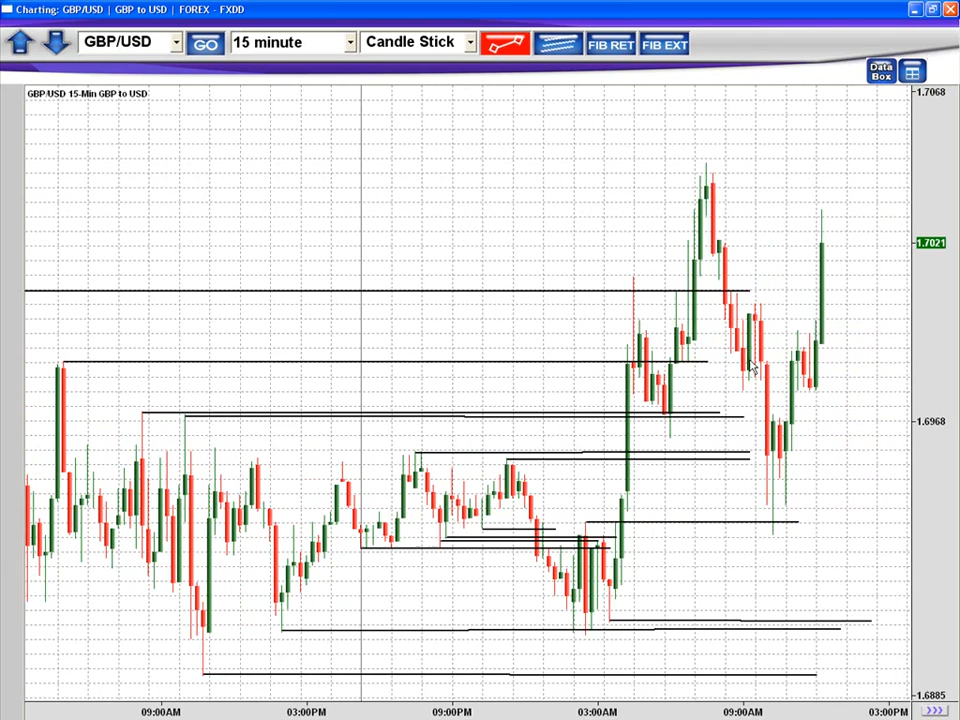 Charting: GBP/USD | GBP to USD | FOREX - FXDD
GBP/USD GO 15 minute Candle Stick FIB RET FIB EXT
Data Box
GBP/USD 15-Min GBP to USD
1.7068
1.7021
1.6968
1.6885
09:00AM 03:00PM 09:00PM 03:00AM 09:00AM 03:00PM